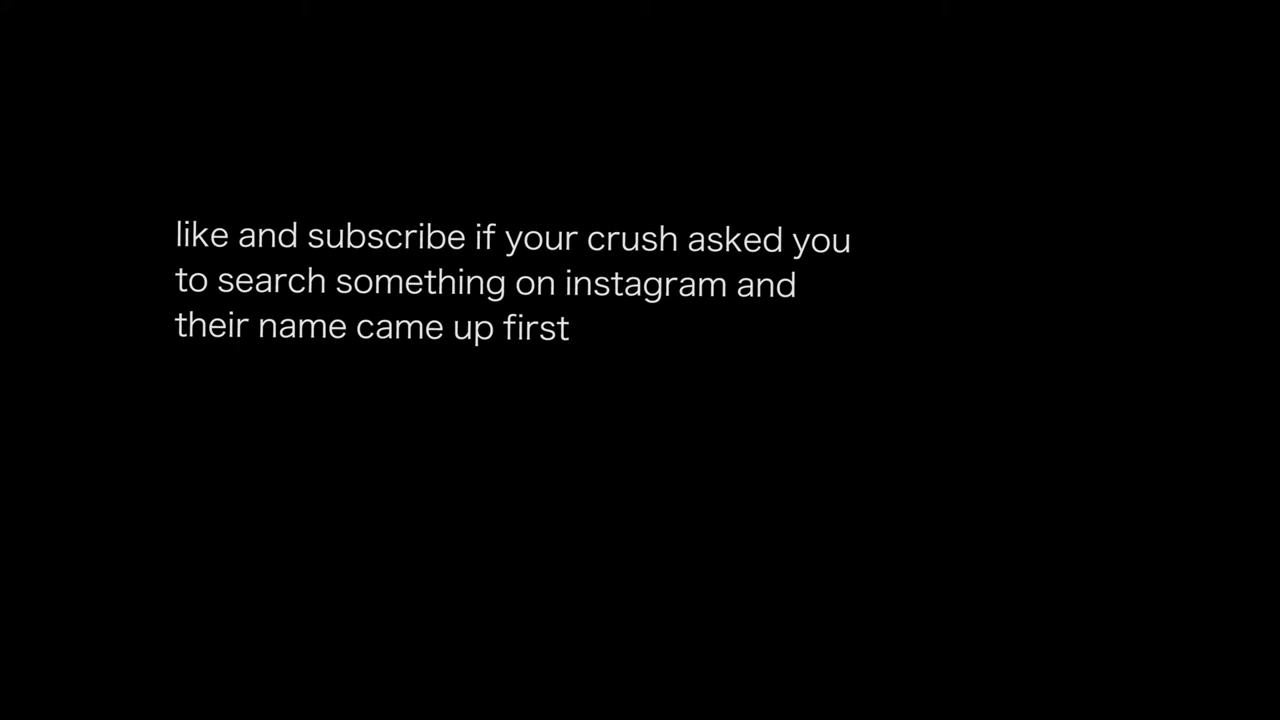 like and subscribe if your crush asked you
to search something on instagram and
their name came up first